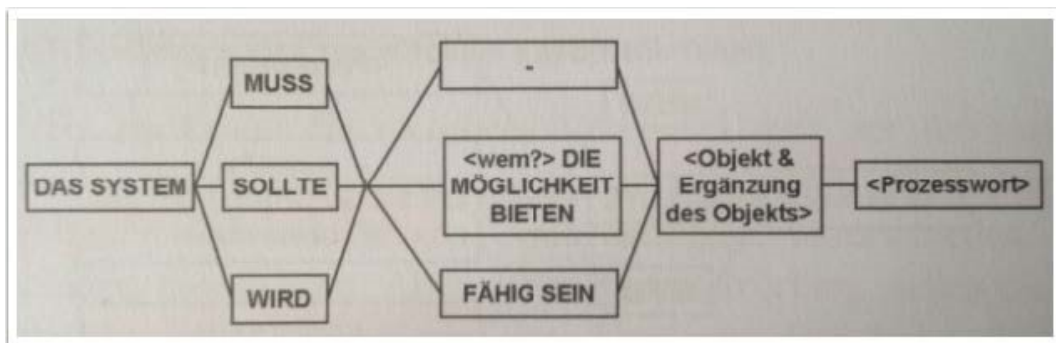 DAS SYSTEM
MUSS
SOLLTE
WIRD
-
<wem?> DIE
MÖGLICHKEIT
BIETEN
FÄHIG SEIN
<Objekt &
Ergänzung
des Objekts>
<Prozesswort>